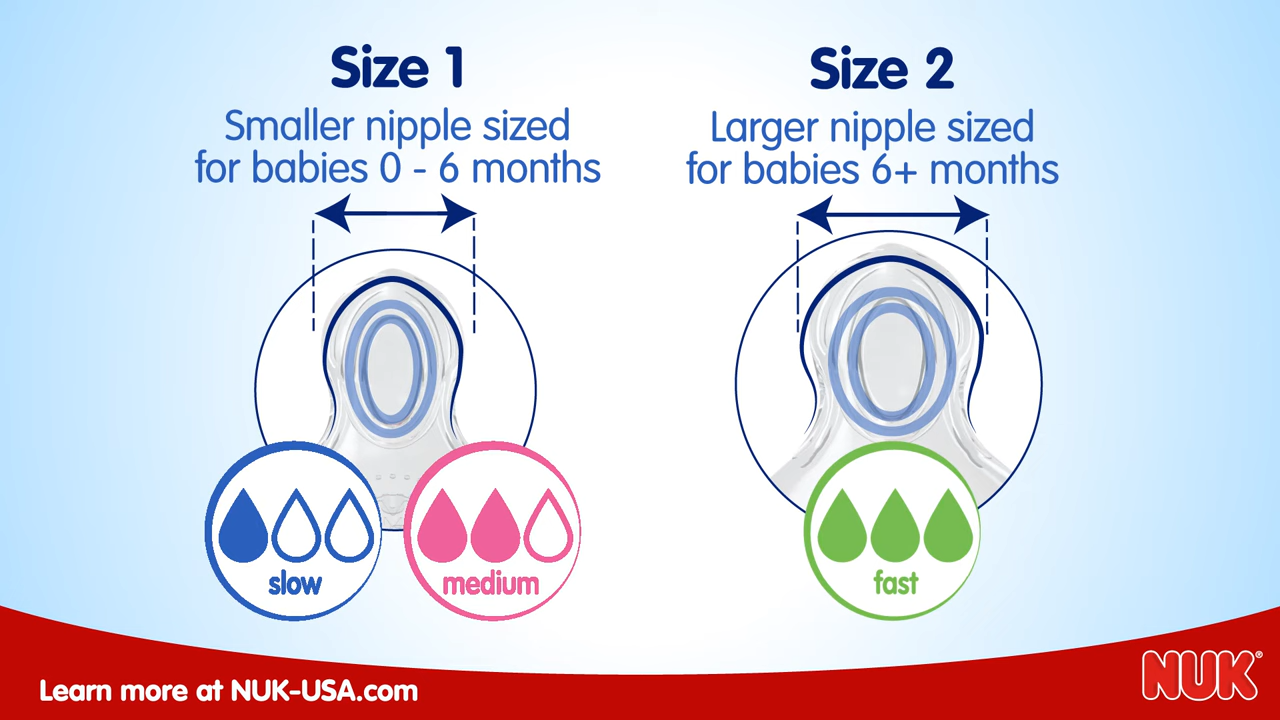 Size 1
Smaller nipple sized
for babies 0 - 6 months
Size 2
Larger nipple sized
for babies 6+ months
slow
medium
fast
Learn more at NUK-USA.com
NUK®